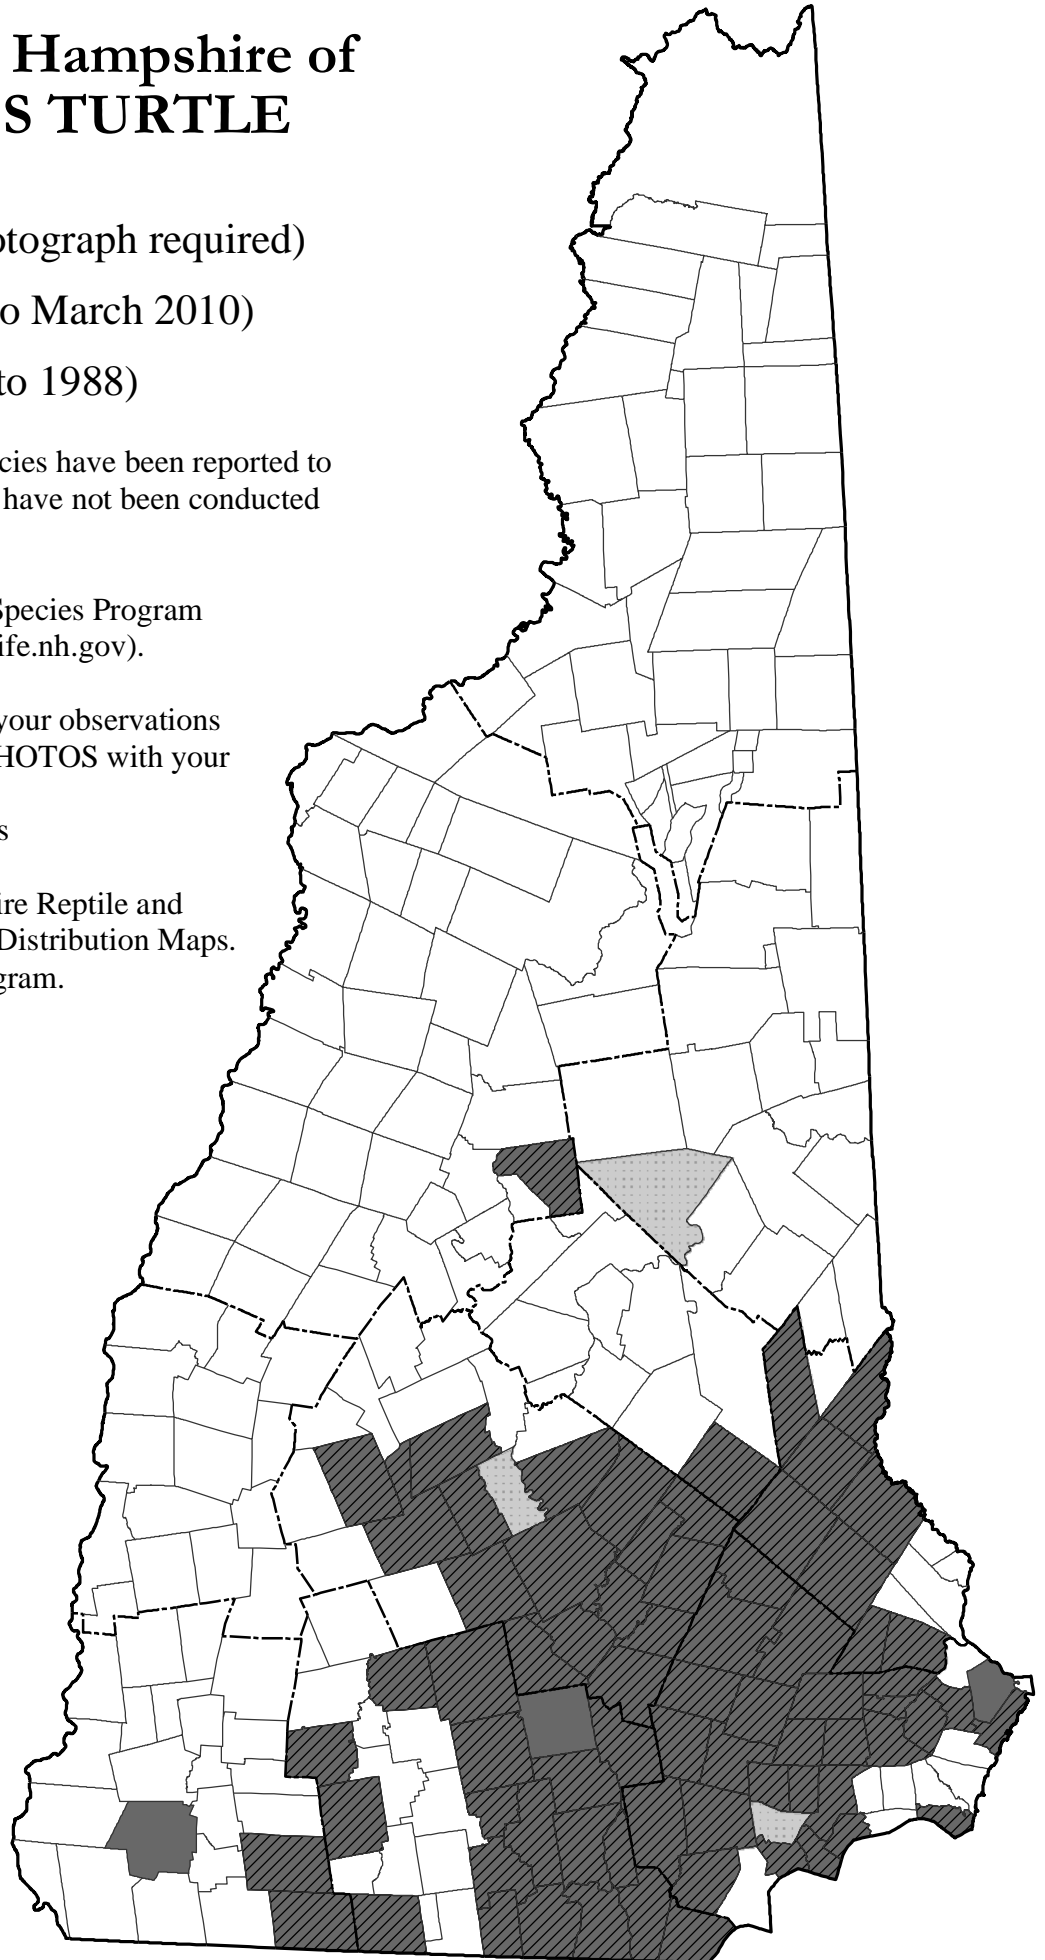 Hampshire of
S TURTLE
otograph required)
o March 2010)
to 1988)
cies have been reported to
have not been conducted
Species Program
ife.nh.gov).
your observations
HOTOS with your
s
ire Reptile and
Distribution Maps.
gram.